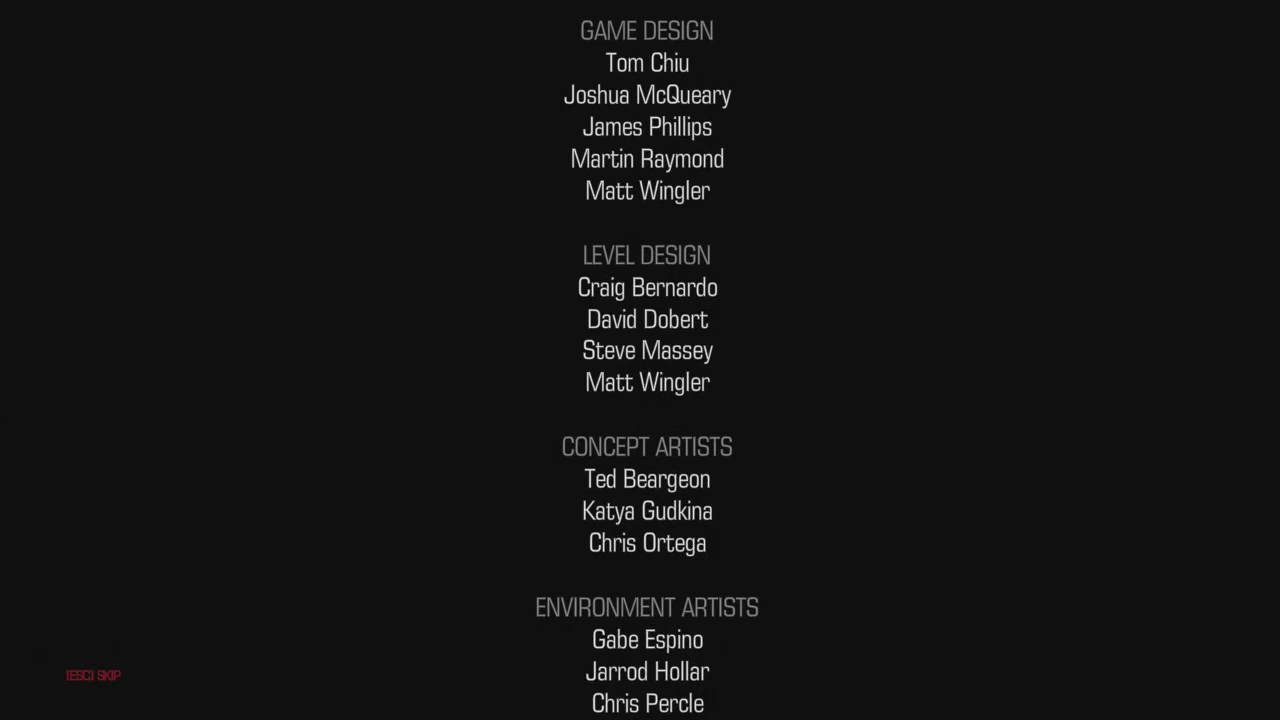 GAME DESIGN
Tom Chiu
Joshua McQueary
James Phillips
Martin Raymond
Matt Wingler
LEVEL DESIGN
Craig Bernardo
David Dobert
Steve Massey
Matt Wingler
CONCEPT ARTISTS
Ted Beargeon
Katya Gudkina
Chris Ortega
ENVIRONMENT ARTISTS
Gabe Espino
Jarrod Hollar
[ESC] SKIP
Chris Percle